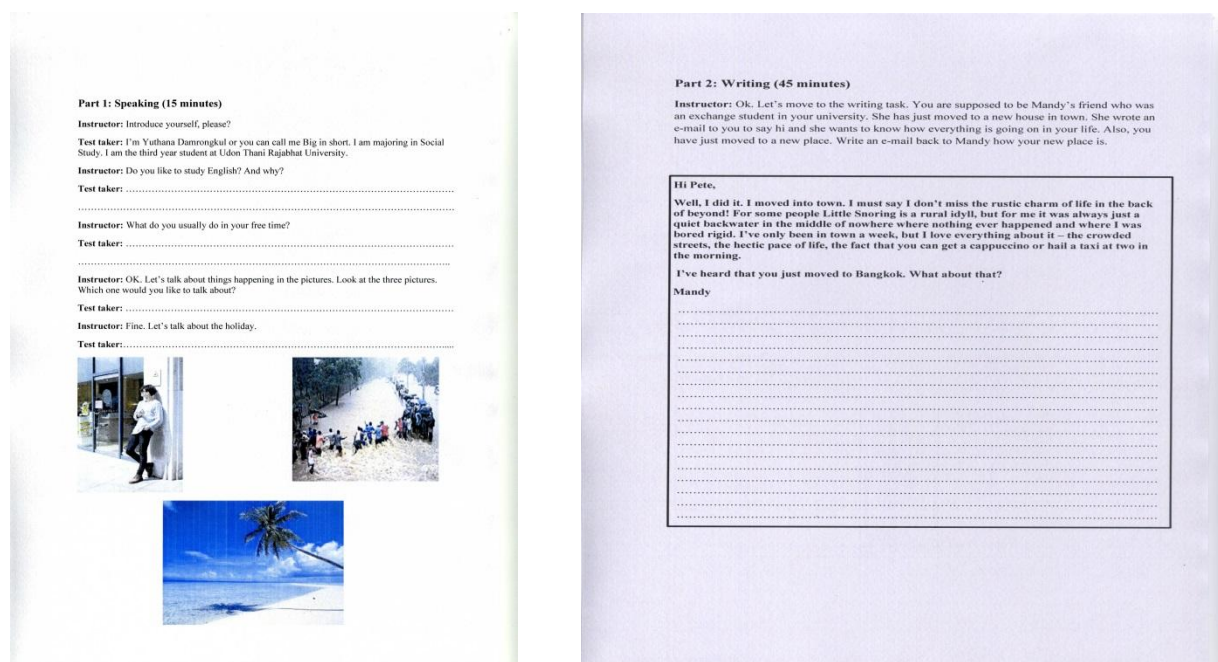 Part 1: Speaking (15 minutes)
Instructor: Introduce yourself, please?
Test taker: I’m Yuthana Damrongkul or you can call me Big in short. I am majoring in Social
Study. I am the third year student at Udon Thani Rajabhat University.
Instructor: Do you like to study English? And why?
Test taker: ……………………………………………………………………………………
……………………………………………………………………………………………………
Instructor: What do you usually do in your free time?
Test taker: ……………………………………………………………………………………
……………………………………………………………………………………………………
Instructor: OK. Let’s talk about things happening in the pictures. Look at the three pictures.
Which one would you like to talk about?
Test taker: ……………………………………………………………………………………
Instructor: Fine. Let’s talk about the holiday.
Test taker:……………………………………………………………………………………....
Part 2: Writing (45 minutes)
Instructor: Ok. Let’s move to the writing task. You are supposed to be Mandy’s friend who was
an exchange student in your university. She has just moved to a new house in town. She wrote an
e-mail to you to say hi and she wants to know how everything is going on in your life. Also, you
have just moved to a new place. Write an e-mail back to Mandy how your new place is.
Hi Pete,
Well, I did it. I moved into town. I must say I don’t miss the rustic charm of life in the back
of beyond! For some people Little Snoring is a rural idyll, but for me it was always just a
quiet backwater in the middle of nowhere where nothing ever happened and where I was
bored rigid. I’ve only been in town a week, but I love everything about it – the crowded
streets, the hectic pace of life, the fact that you can get a cappuccino or hail a taxi at two in
the morning.
I’ve heard that you just moved to Bangkok. What about that?
Mandy